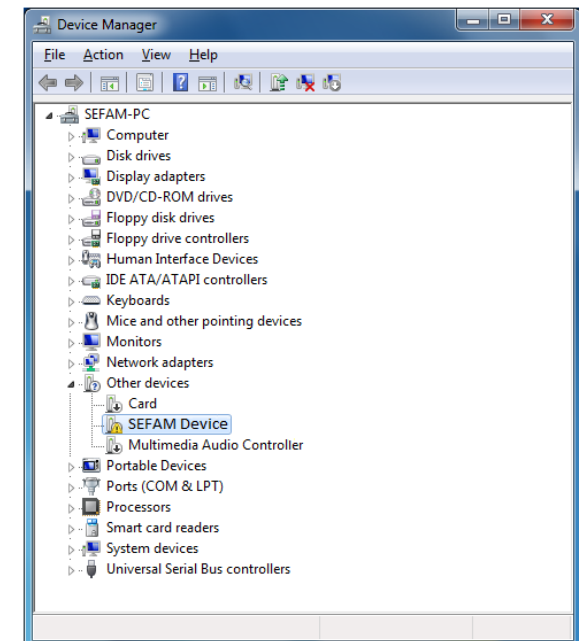 Device Manager
File Action View Help
SEFAM-PC
Computer
Disk drives
Display adapters
DVD/CD-ROM drives
Floppy disk drives
Floppy drive controllers
Human Interface Devices
IDE ATA/ATAPI controllers
Keyboards
Mice and other pointing devices
Monitors
Network adapters
Other devices
Card
SEFAM Device
Multimedia Audio Controller
Portable Devices
Ports (COM & LPT)
Processors
Smart card readers
System devices
Universal Serial Bus controllers